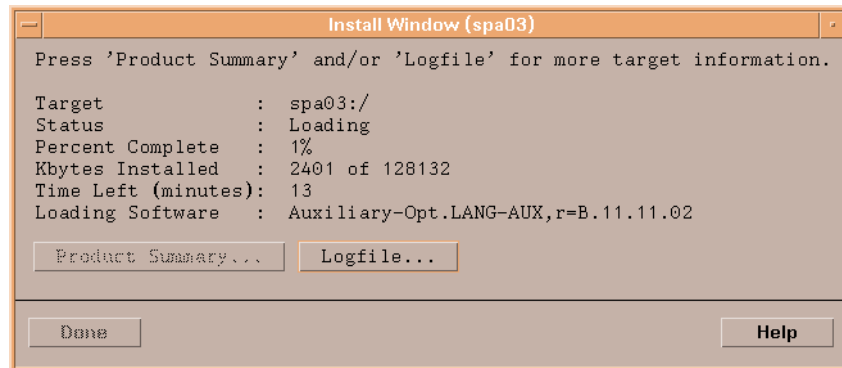 Install Window (spa03)
Press 'Product Summary' and/or 'Logfile' for more target information.
Target : spa03:/
Status : Loading
Percent Complete : 1%
Kbytes Installed : 2401 of 128132
Time Left (minutes): 13
Loading Software : Auxiliary-Opt.LANG-AUX,r=B.11.11.02
Product Summary... Logfile...
Done Help